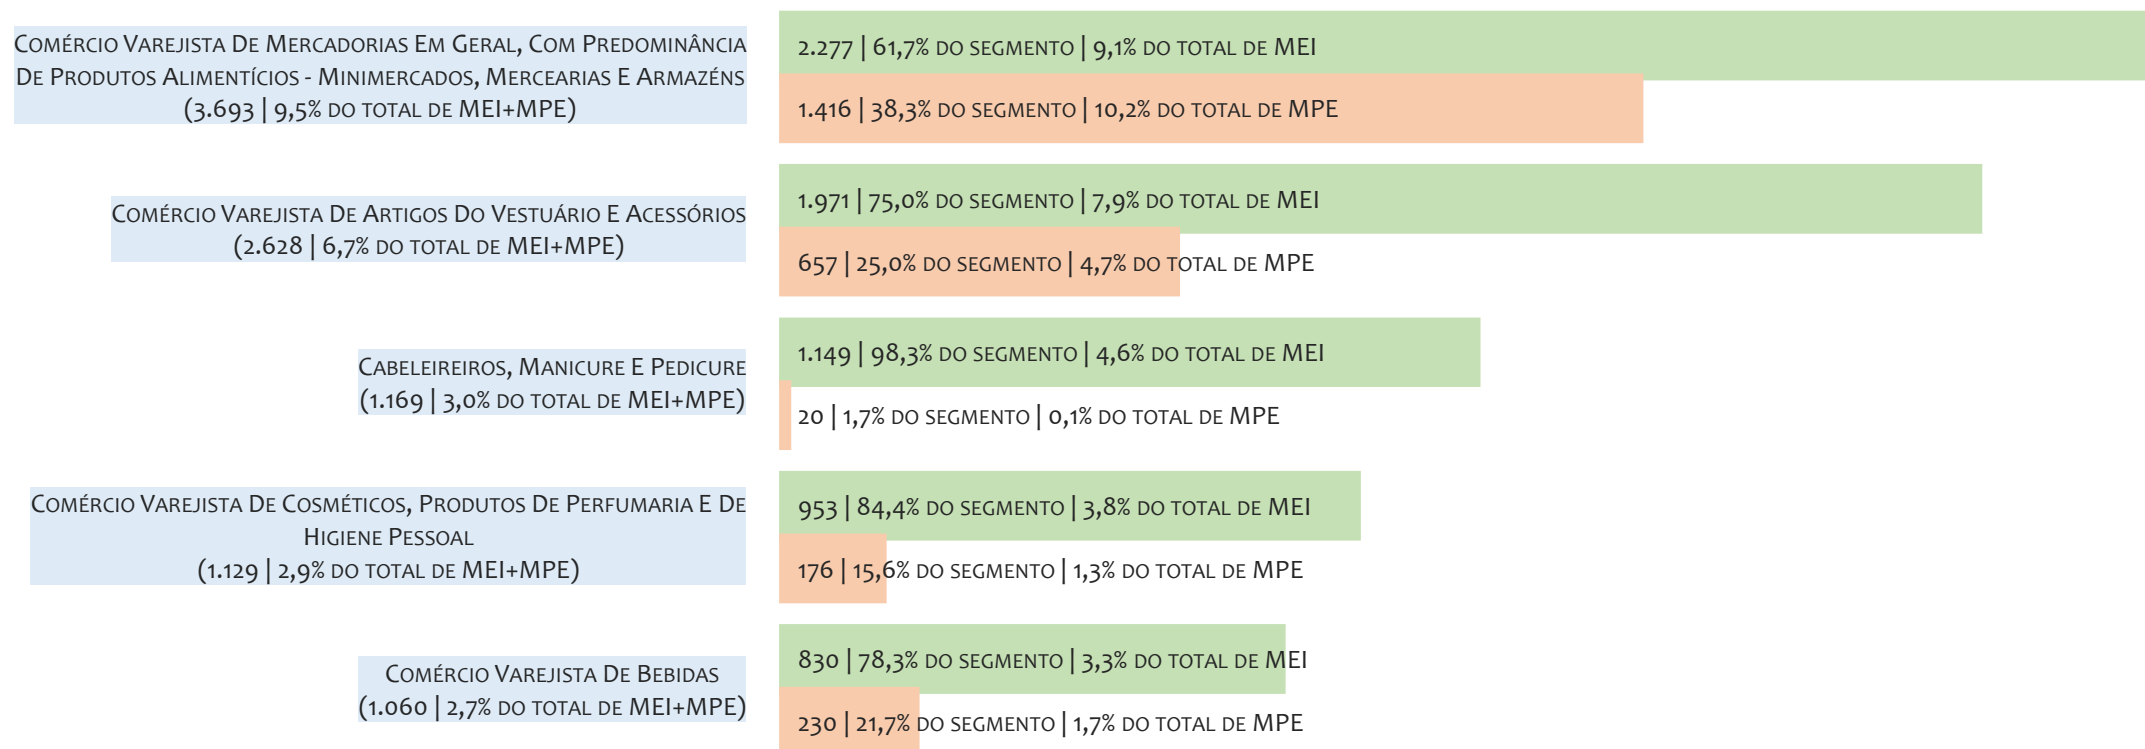 Comércio Varejista De Mercadorias Em Geral, Com Predominância
De Produtos Alimentícios - Minimercados, Mercearias E Armazéns
(3.693 | 9,5% do total de MEI+MPE)
2.277 | 61,7% do segmento | 9,1% do total de MEI
1.416 | 38,3% do segmento | 10,2% do total de MPE
Comércio Varejista De Artigos Do Vestuário E Acessórios
(2.628 | 6,7% do total de MEI+MPE)
1.971 | 75,0% do segmento | 7,9% do total de MEI
657 | 25,0% do segmento | 4,7% do total de MPE
Cabeleireiros, Manicure E Pedicure
(1.169 | 3,0% do total de MEI+MPE)
1.149 | 98,3% do segmento | 4,6% do total de MEI
20 | 1,7% do segmento | 0,1% do total de MPE
Comércio Varejista De Cosméticos, Produtos De Perfumaria E De
Higiene Pessoal
(1.129 | 2,9% do total de MEI+MPE)
953 | 84,4% do segmento | 3,8% do total de MEI
176 | 15,6% do segmento | 1,3% do total de MPE
Comércio Varejista De Bebidas
(1.060 | 2,7% do total de MEI+MPE)
830 | 78,3% do segmento | 3,3% do total de MEI
230 | 21,7% do segmento | 1,7% do total de MPE